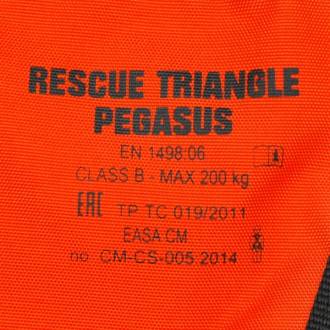 RESCUE TRIANGLE
PEGASUS
EN 1498:06
CLASS B - MAX 200 kg
EAC TP TC 019/2011
EASA CM
no CM-CS-005 2014